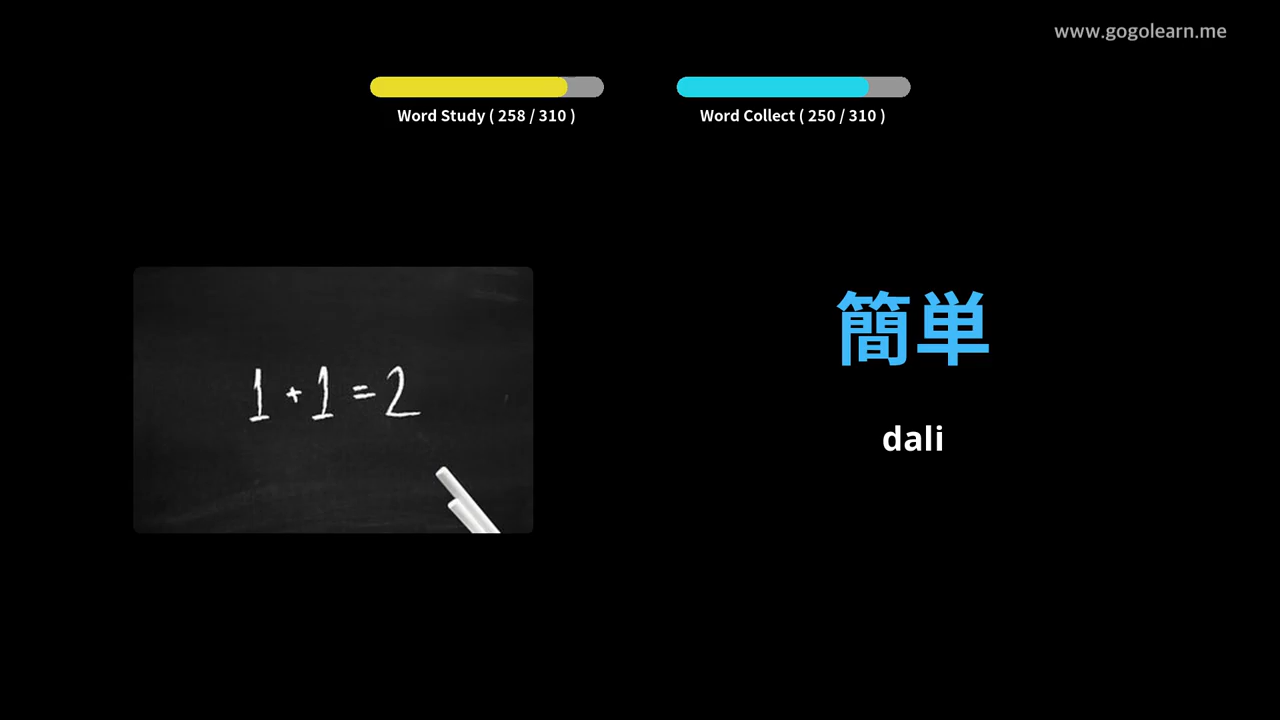 www.gogolearn.me
Word Study ( 258 / 310 )
Word Collect ( 250 / 310 )
1 + 1 = 2
簡単
dali